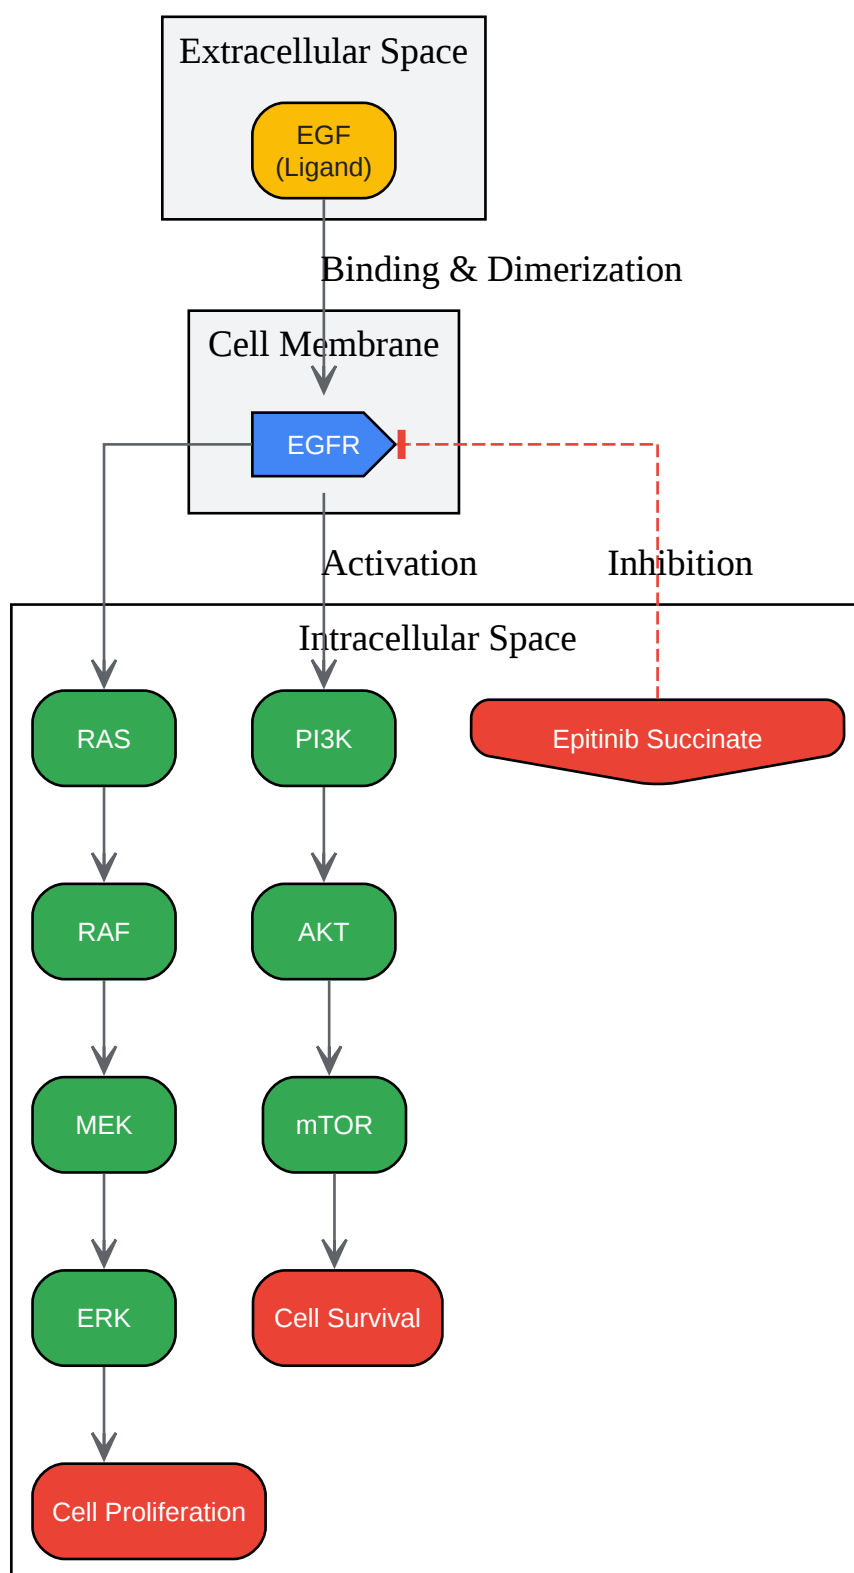 Extracellular Space
EGF
(Ligand)
Binding & Dimerization
Cell Membrane
EGFR
Activation
Inhibition
Intracellular Space
RAS
PI3K
Epitinib Succinate
RAF
AKT
MEK
mTOR
ERK
Cell Survival
Cell Proliferation